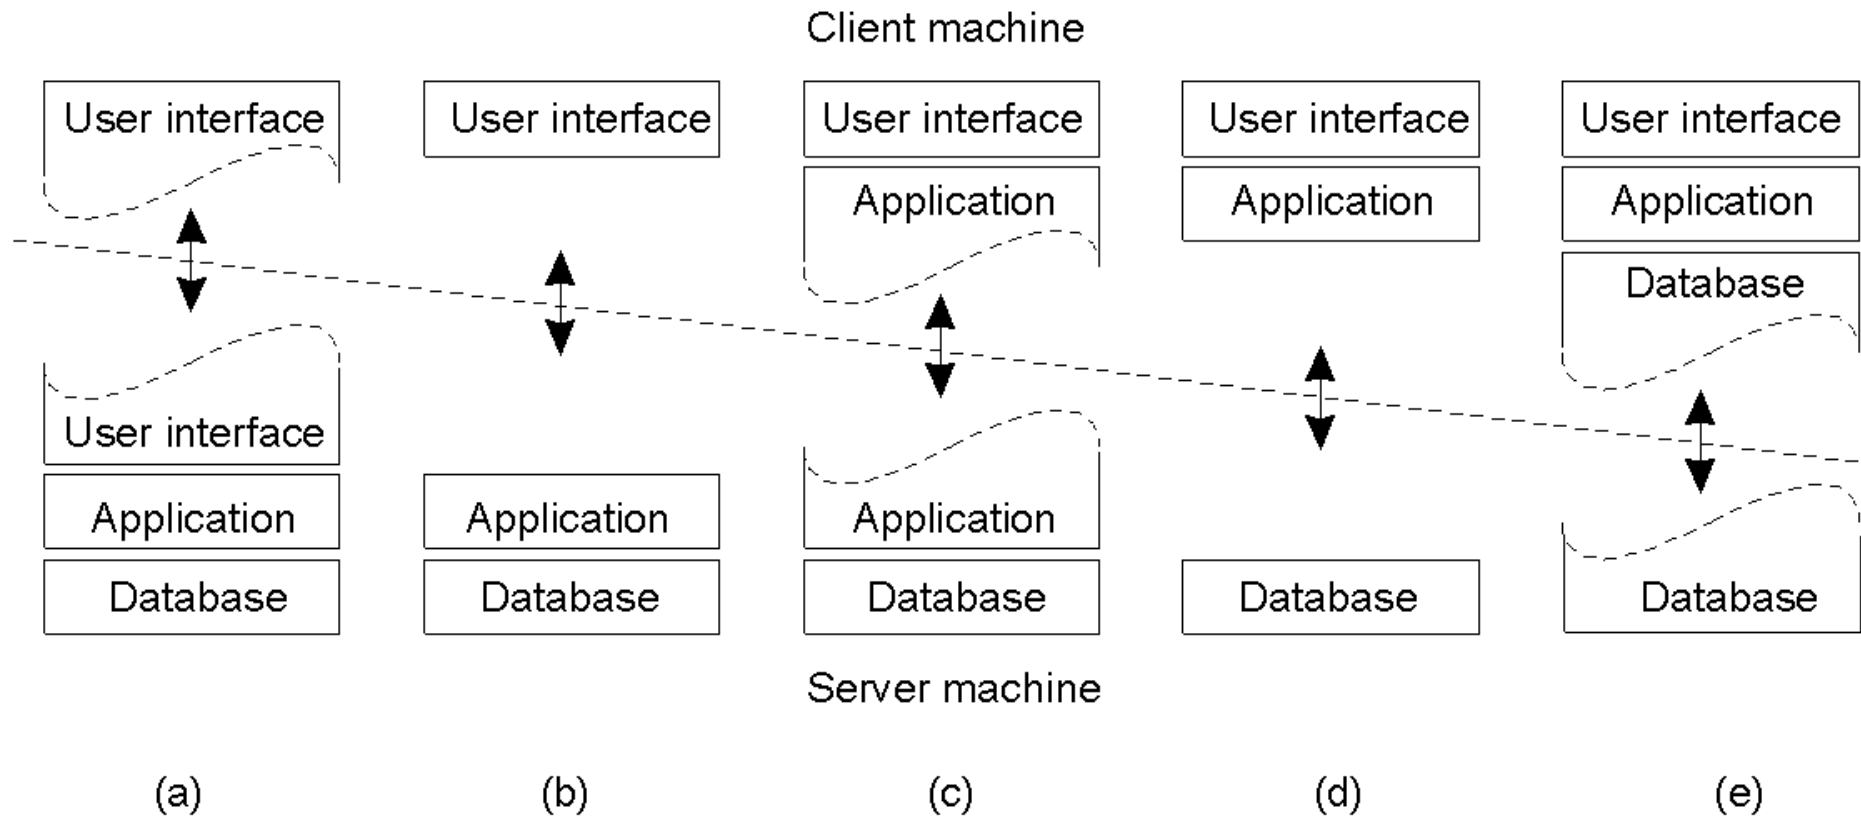 Client machine
User interface User interface User interface User interface User interface
Application Application Application
Database
User interface
Application Application Application
Database Database Database Database Database
Server machine
(a) (b) (c) (d) (e)